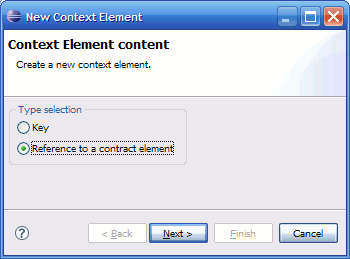 New Context Element
Context Element content
Create a new context element.
Type selection
Key
Reference to a contract element
?
< Back
Next >
Finish
Cancel